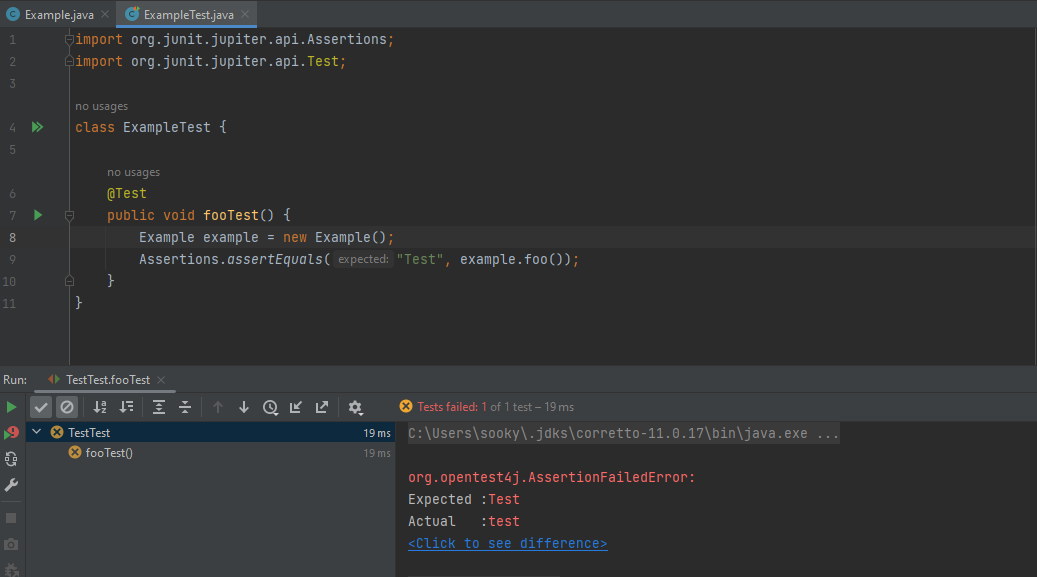 Example.java
ExampleTest.java
1 import org.junit.jupiter.api.Assertions;
2 import org.junit.jupiter.api.Test;
3
no usages
4 class ExampleTest {
5
no usages
6 @Test
7 public void fooTest() {
8 Example example = new Example();
9 Assertions.assertEquals( expected: "Test", example.foo());
10 }
11 }
Run: TestTest.fooTest
Tests failed: 1 of 1 test – 19 ms
TestTest 19 ms
fooTest() 19 ms
C:\Users\sooky\.jdks\corretto-11.0.17\bin\java.exe ...
org.opentest4j.AssertionFailedError:
Expected :Test
Actual :test
<Click to see difference>